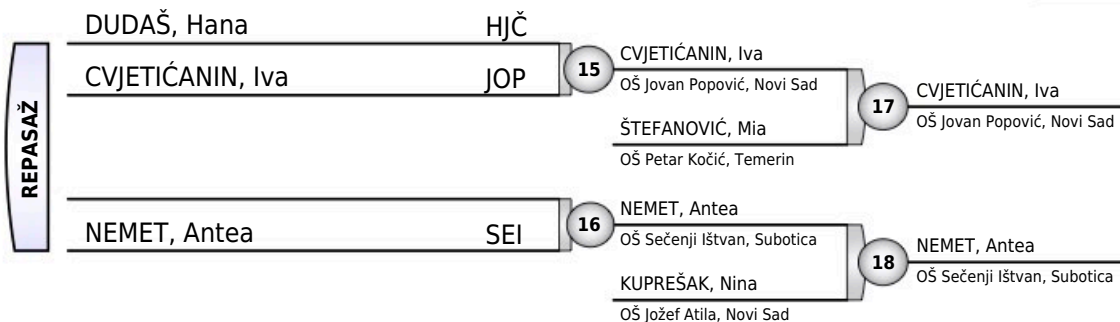 REPASAŽ
DUDAŠ, Hana HJČ
CVJETIĆANIN, Iva JOP
15
CVJETIĆANIN, Iva
OŠ Jovan Popović, Novi Sad
ŠTEFANOVIĆ, Mia
OŠ Petar Kočić, Temerin
17
CVJETIĆANIN, Iva
OŠ Jovan Popović, Novi Sad
NEMET, Antea SEI
16
NEMET, Antea
OŠ Sečenji Ištvan, Subotica
KUPREŠAK, Nina
OŠ Jožef Atila, Novi Sad
18
NEMET, Antea
OŠ Sečenji Ištvan, Subotica